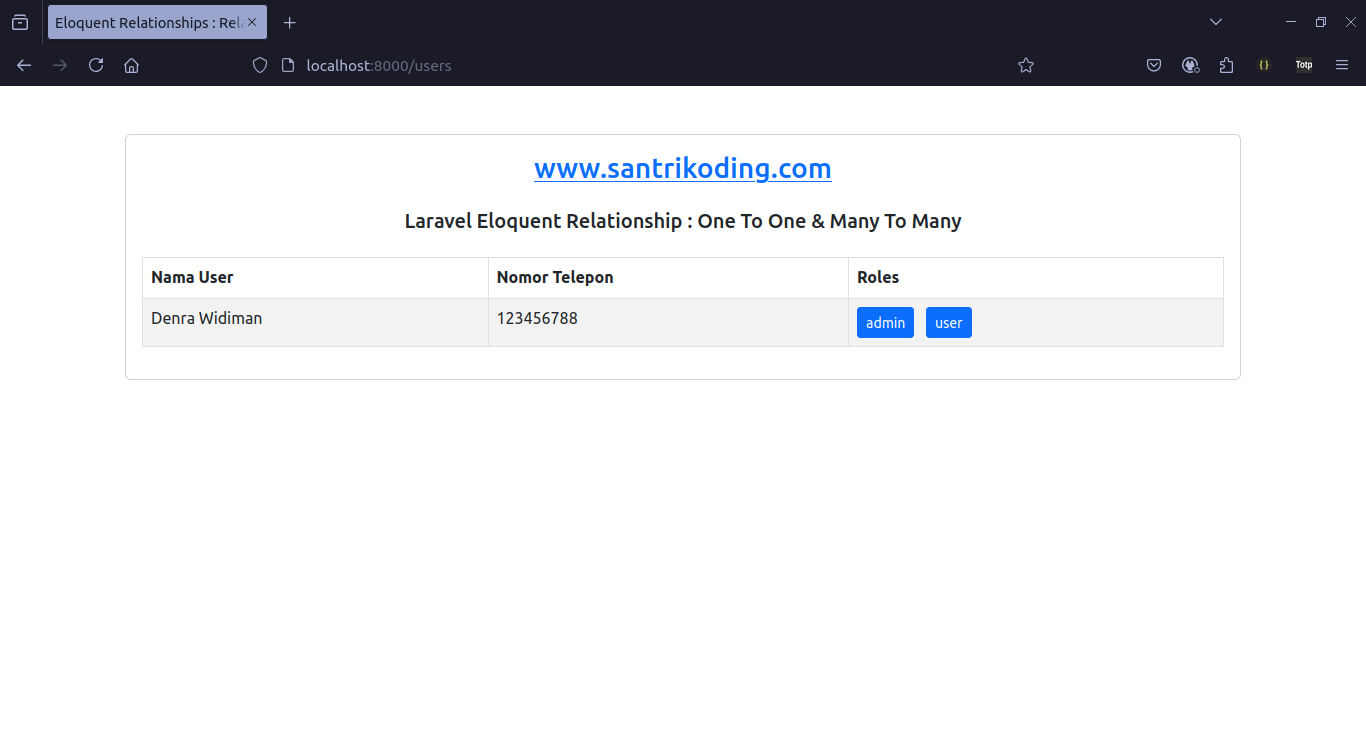 Eloquent Relationships : Rel
localhost:8000/users
{ }
Totp
www.santrikoding.com
Laravel Eloquent Relationship : One To One & Many To Many
Nama User Nomor Telepon Roles
Denra Widiman 123456788 admin user